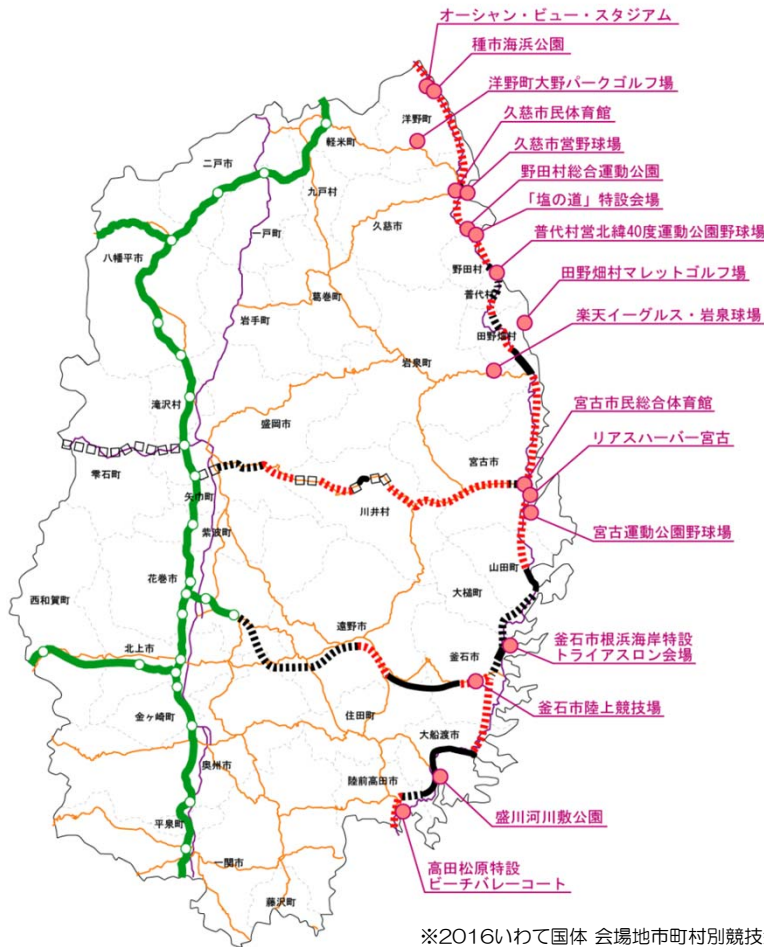 オーシャン・ビュー・スタジアム
種市海浜公園
洋野町大野パークゴルフ場
久慈市民体育館
久慈市営野球場
野田村総合運動公園
「塩の道」特設会場
普代村営北緯40度運動公園野球場
田野畑村マレットゴルフ場
楽天イーグルス・岩泉球場
宮古市民総合体育館
リアスハーバー宮古
宮古運動公園野球場
釜石市根浜海岸特設
トライアスロン会場
釜石市陸上競技場
盛川河川敷公園
高田松原特設
ビーチバレーコート
洋野町
軽米町
二戸市
九戸村
久慈市
一戸町
八幡平市
野田村
葛巻町
普代村
岩手町
田野畑村
岩泉町
滝沢村
盛岡市
宮古市
雫石町
矢巾町
川井村
紫波町
山田町
花巻市
大槌町
西和賀町
遠野市
北上市
釜石市
金ヶ崎町
住田町
大船渡市
奥州市
陸前高田市
平泉町
一関市
藤沢町
※2016いわて国体 会場地市町村別競技